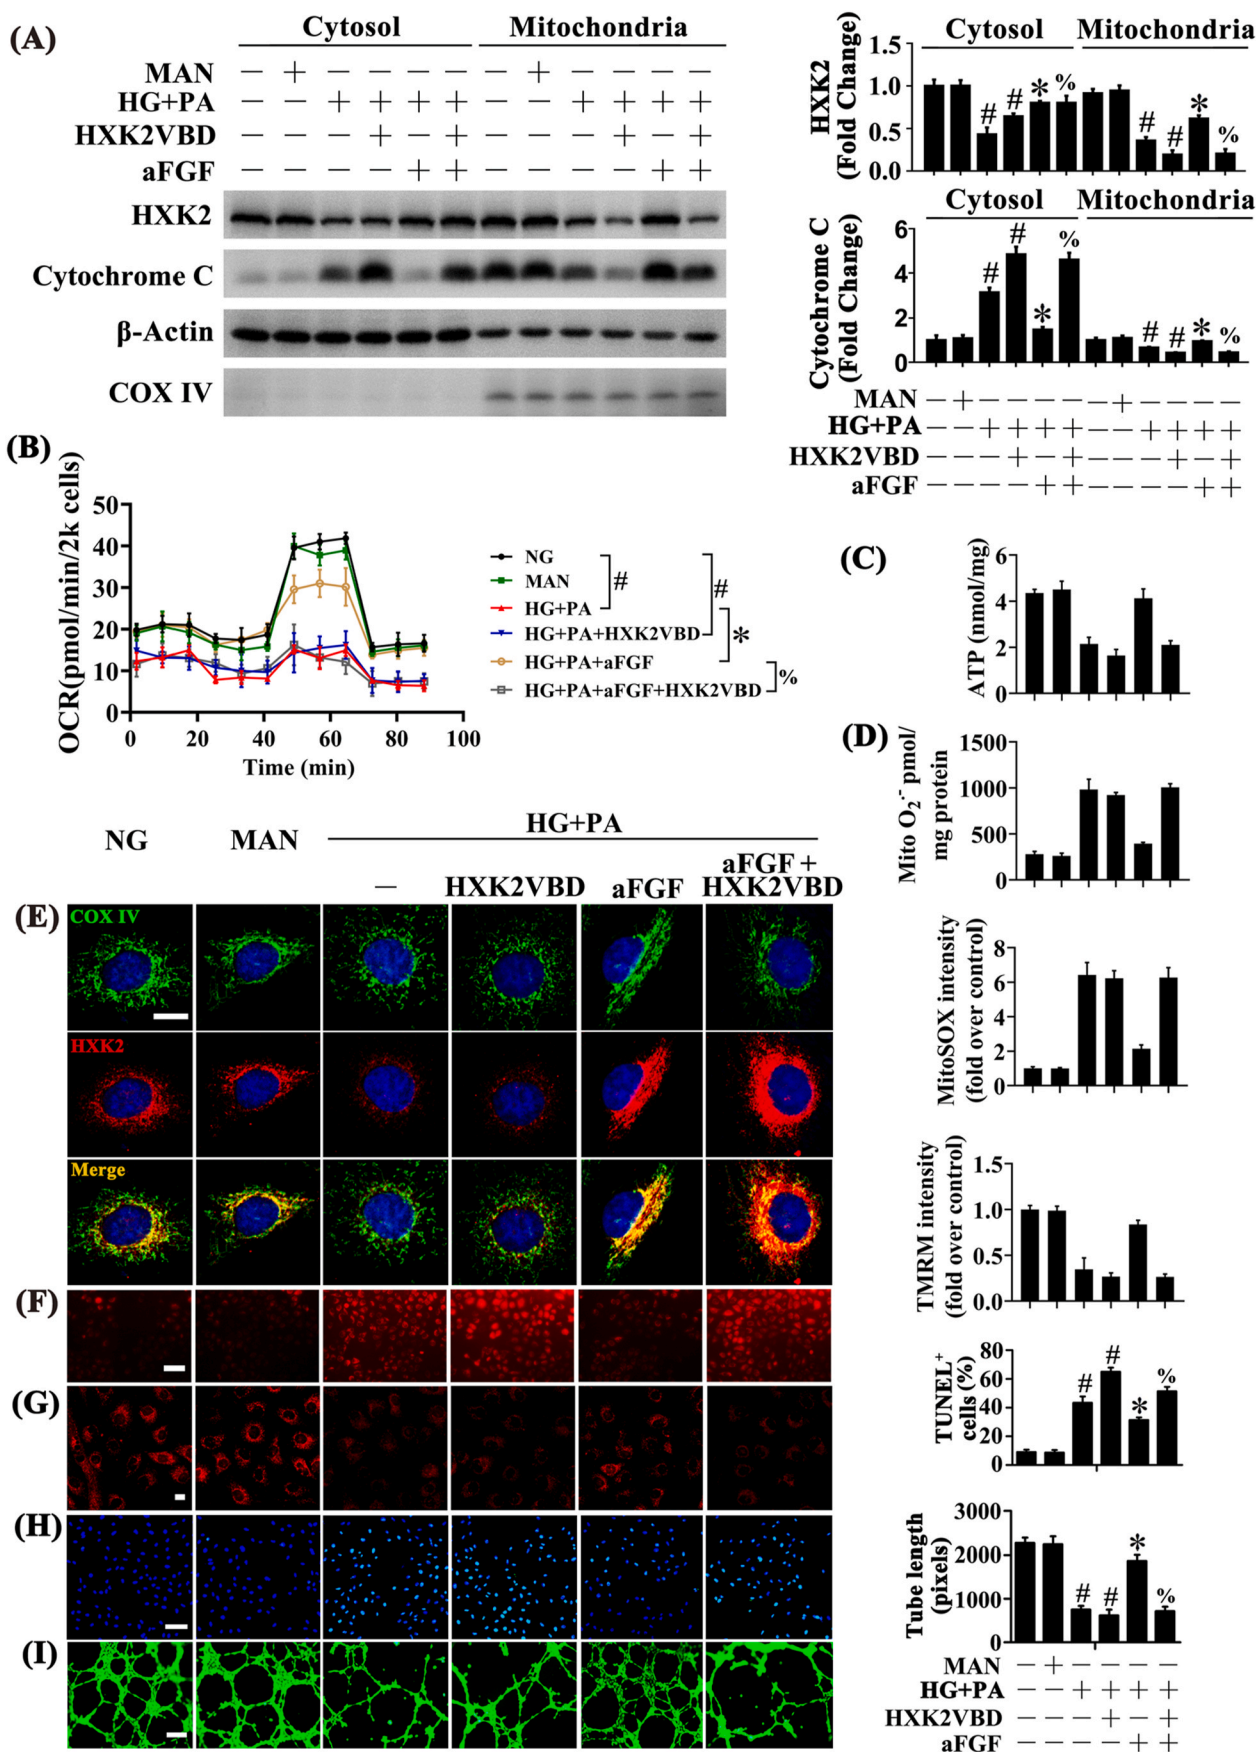 (A)
Cytosol Mitochondria
MAN — + — — — — — + — — — —
HG+PA — — + + + + — — + + + +
HXK2VBD — — — + — + — — — + — +
aFGF — — — — + + — — — — + +
HXK2
Cytochrome C
β-Actin
COX IV
Cytosol Mitochondria
HXK2
(Fold Change)
1.5
1.0
0.5
0.0
# # * % # # * %
Cytosol Mitochondria
Cytochrome C
(Fold Change)
6
4
2
0
# # * % # # * %
MAN — + — — — — — + — — — —
HG+PA — — + + + + — — + + + +
HXK2VBD — — — + — + — — — + — +
aFGF — — — — + + — — — — + +
(B)
OCR(pmol/min/2k cells)
50
40
30
20
10
0
0 20 40 60 80 100
Time (min)
NG
MAN
HG+PA
HG+PA+HXK2VBD
HG+PA+aFGF
HG+PA+aFGF+HXK2VBD
# # * %
(C)
ATP (nmol/mg)
6
4
2
0
(D)
Mito O₂·⁻ pmol/
mg protein
1500
1000
500
0
MitoSOX intensity
(fold over control)
8
6
4
2
0
TMRM intensity
(fold over control)
1.5
1.0
0.5
0.0
TUNEL⁺
cells (%)
80
60
40
20
0
# # * %
Tube length
(pixels)
3000
2000
1000
0
# # * %
MAN — + — — — —
HG+PA — — + + + +
HXK2VBD — — — + — +
aFGF — — — — + +
NG MAN HG+PA
— HXK2VBD aFGF aFGF +
HXK2VBD
(E)
COX IV
HXK2
Merge
(F)
(G)
(H)
(I)